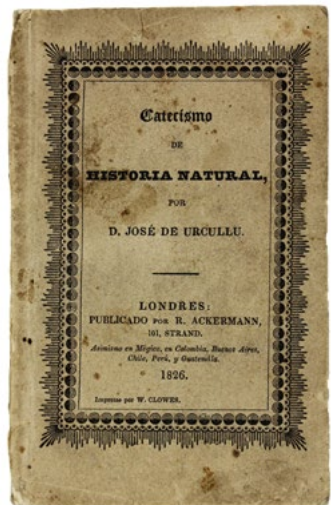 Catecismo
DE
HISTORIA NATURAL,
POR
D. JOSÉ DE URCULLU.
LONDRES:
PUBLICADO POR R. ACKERMANN,
101, STRAND.
Asimismo en Mégico, en Colombia, Buenos Aires,
Chile, Perú, y Guatemala.
1826.
Impreso por W. CLOWES.